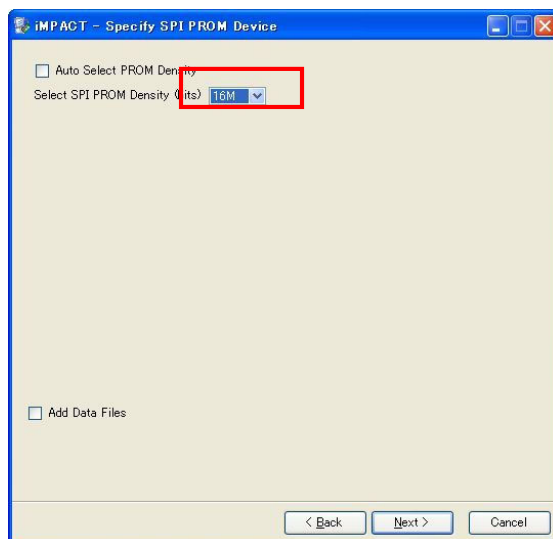 iMPACT - Specify SPI PROM Device
Auto Select PROM Density
Select SPI PROM Density (bits) 16M
Add Data Files
< Back Next > Cancel